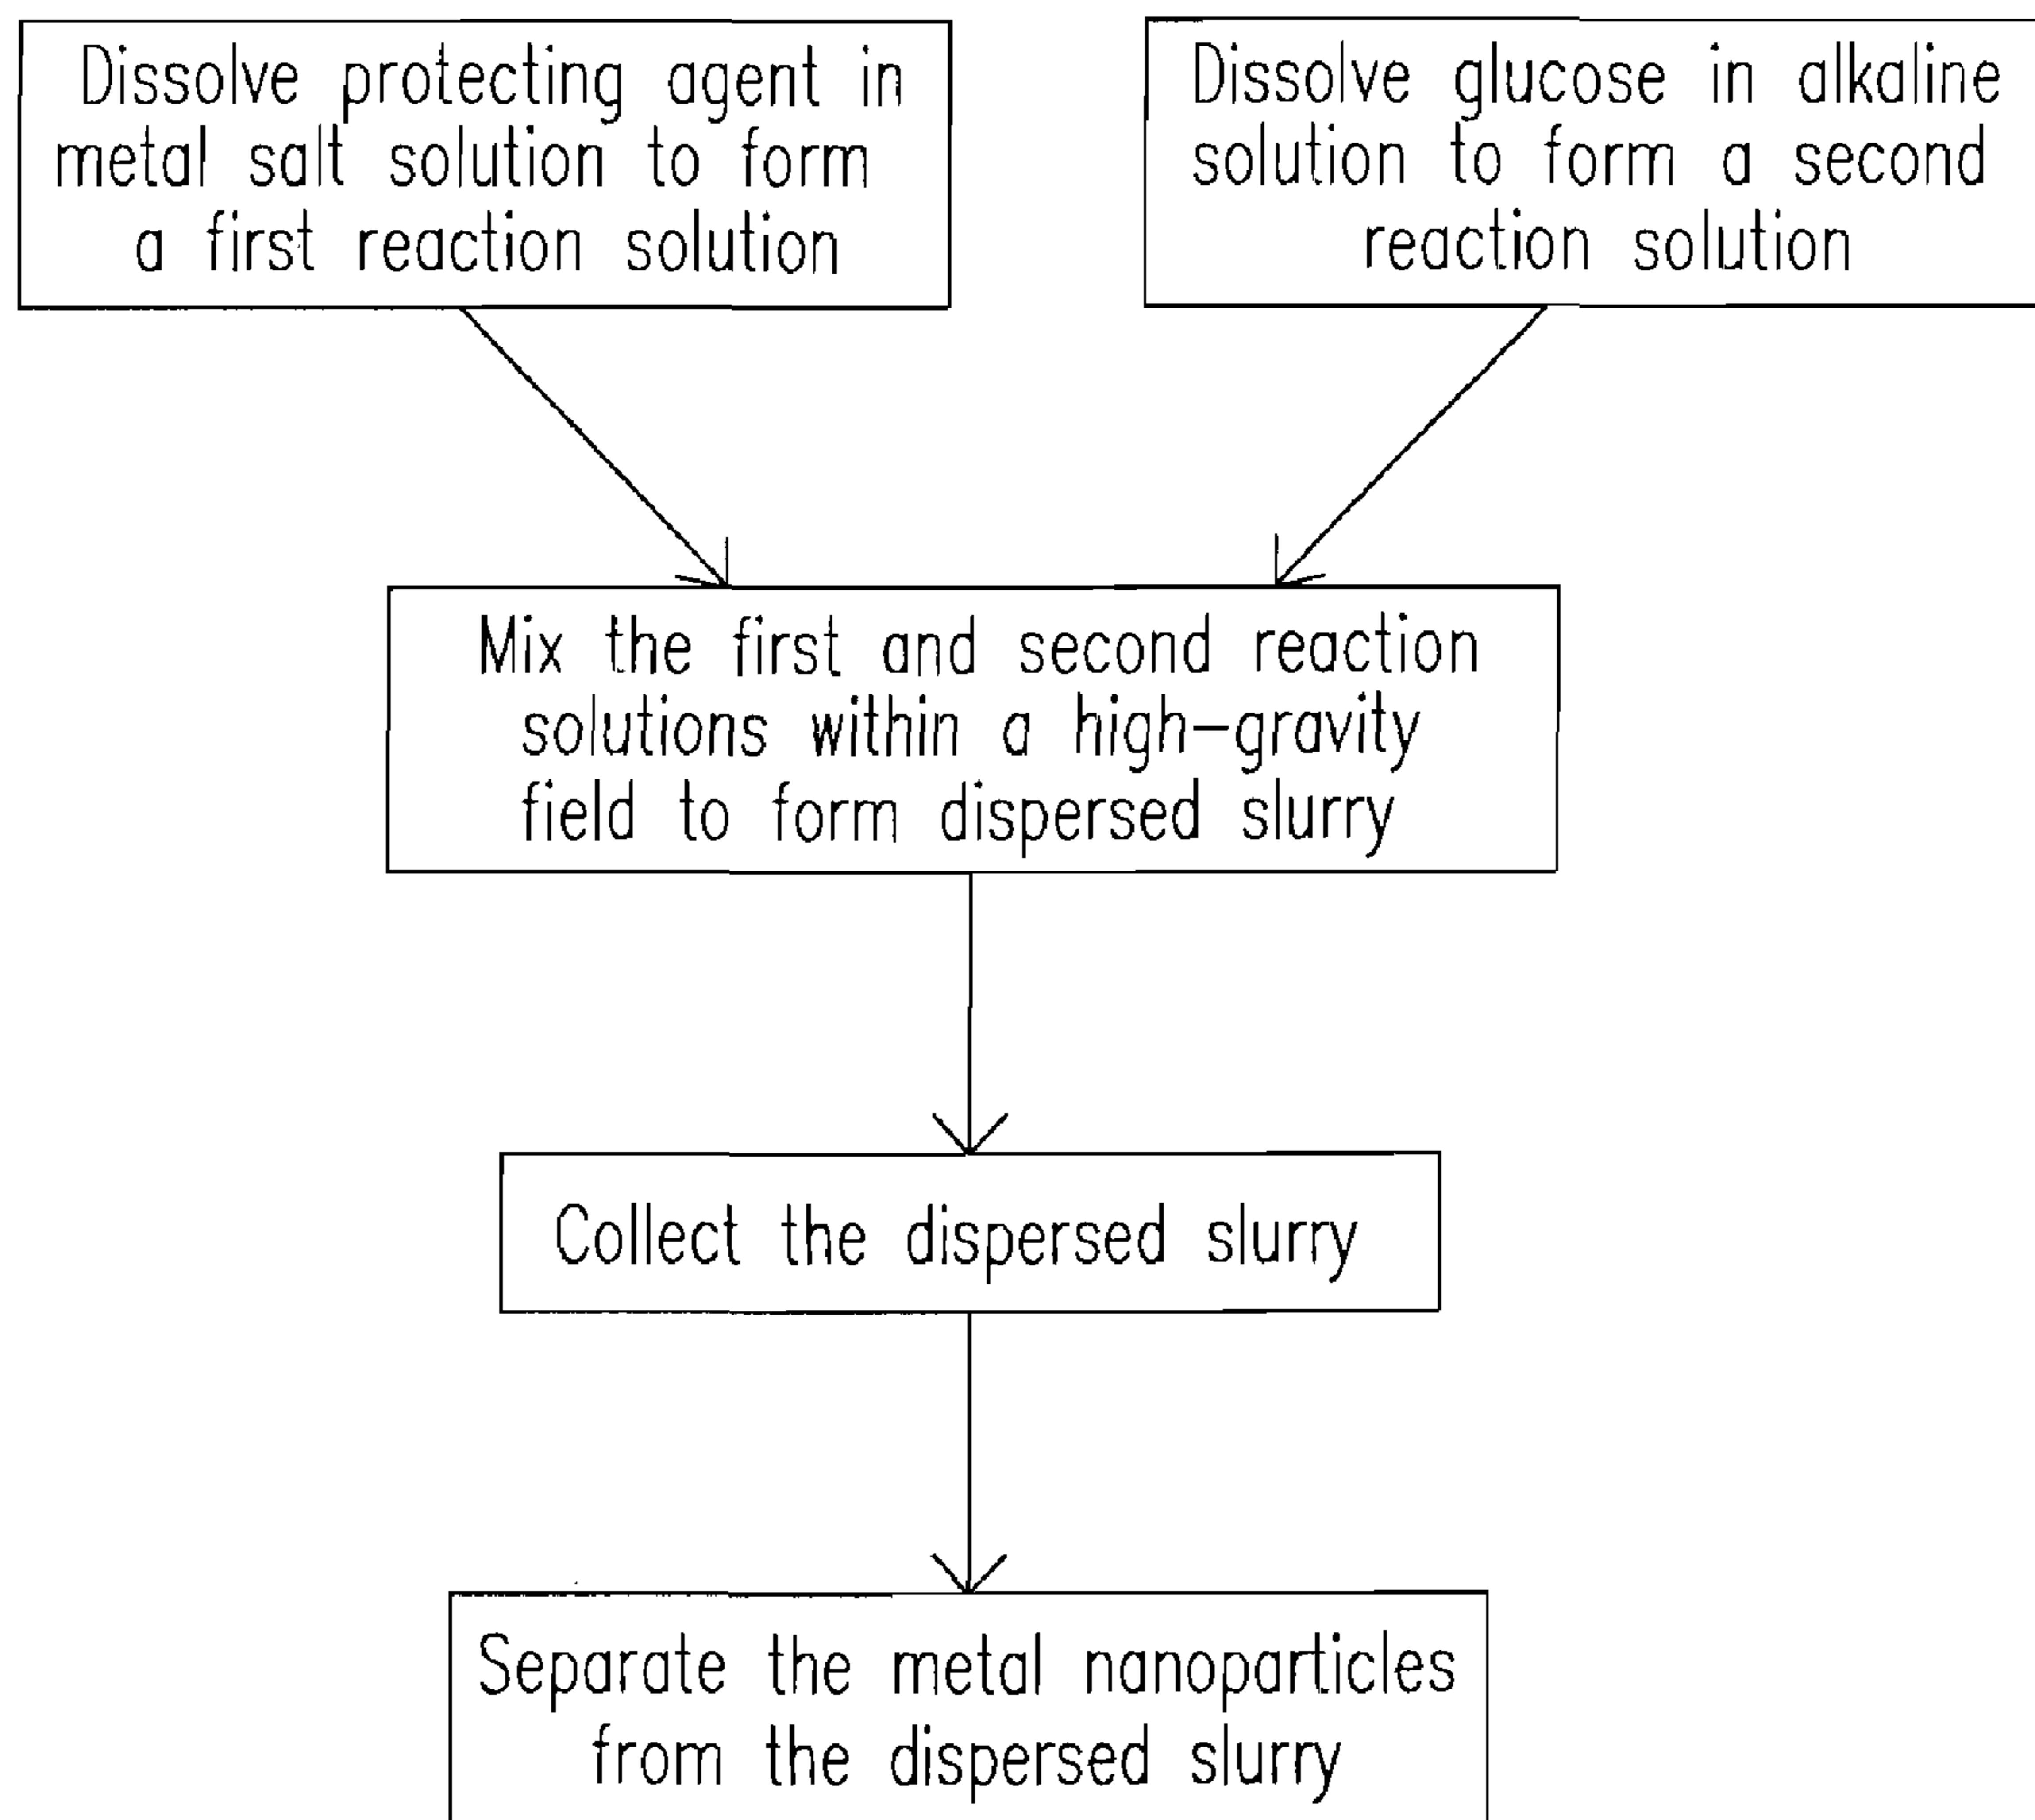 Dissolve protecting agent in
metal salt solution to form
a first reaction solution
Dissolve glucose in alkaline
solution to form a second
reaction solution
Mix the first and second reaction
solutions within a high-gravity
field to form dispersed slurry
Collect the dispersed slurry
Separate the metal nanoparticles
from the dispersed slurry